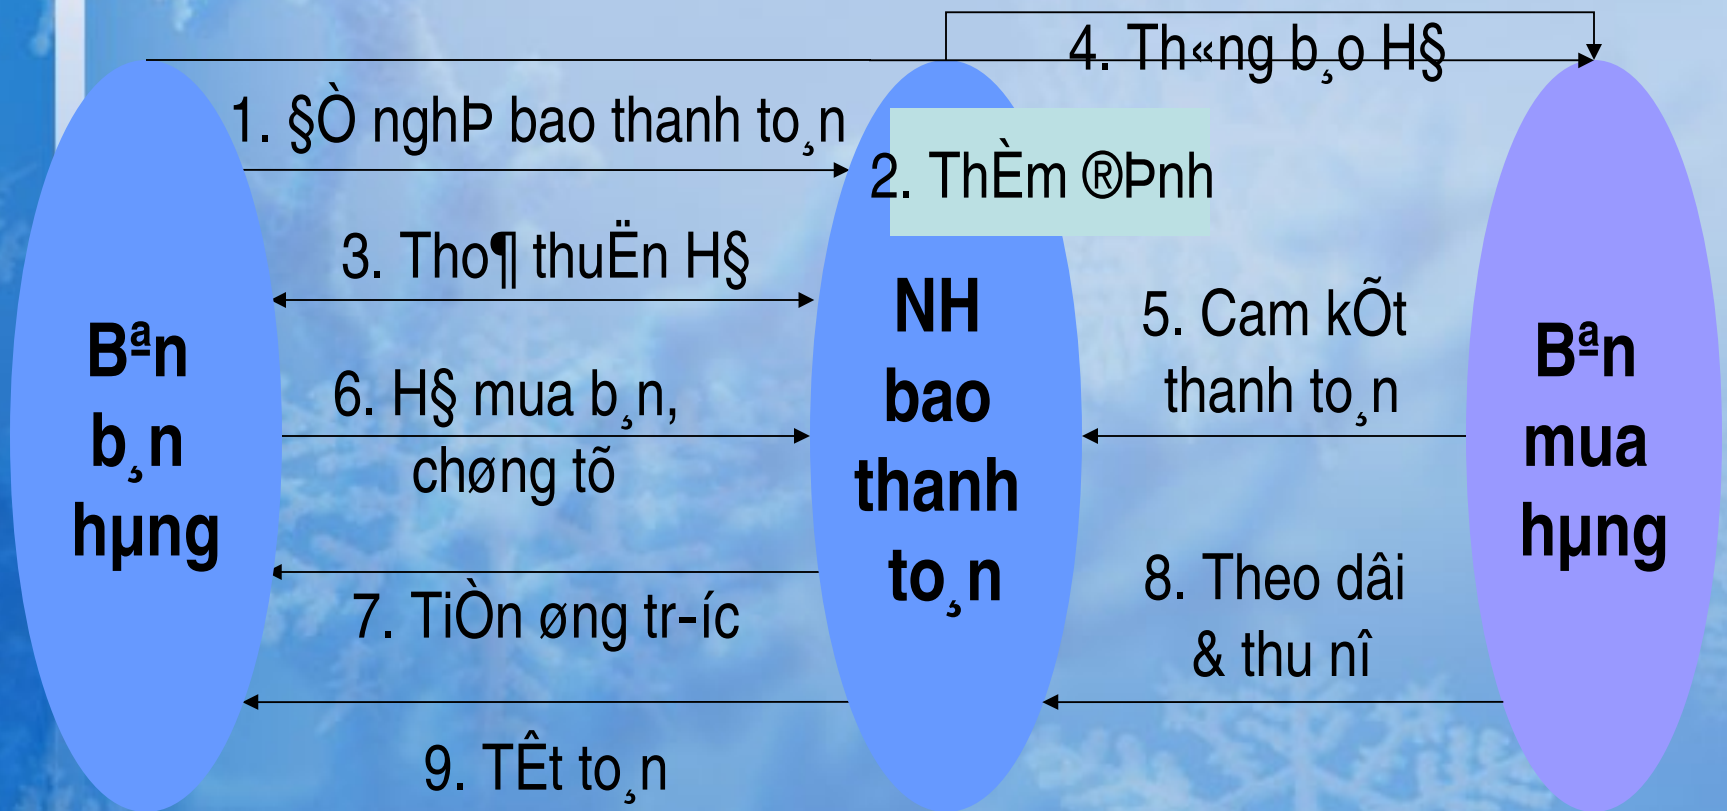 4. Th«ng b¸o H§
1. §Ò nghÞ bao thanh to¸n
2. ThÈm ®Þnh
3. Tho¶ thuËn H§
NH
bao
thanh
to¸n
5. Cam kÕt
thanh to¸n
Bªn
b¸n
hµng
Bªn
mua
hµng
6. H§ mua b¸n,
chøng tõ
7. TiÒn øng tr-íc
8. Theo dâi
& thu nî
9. TÊt to¸n